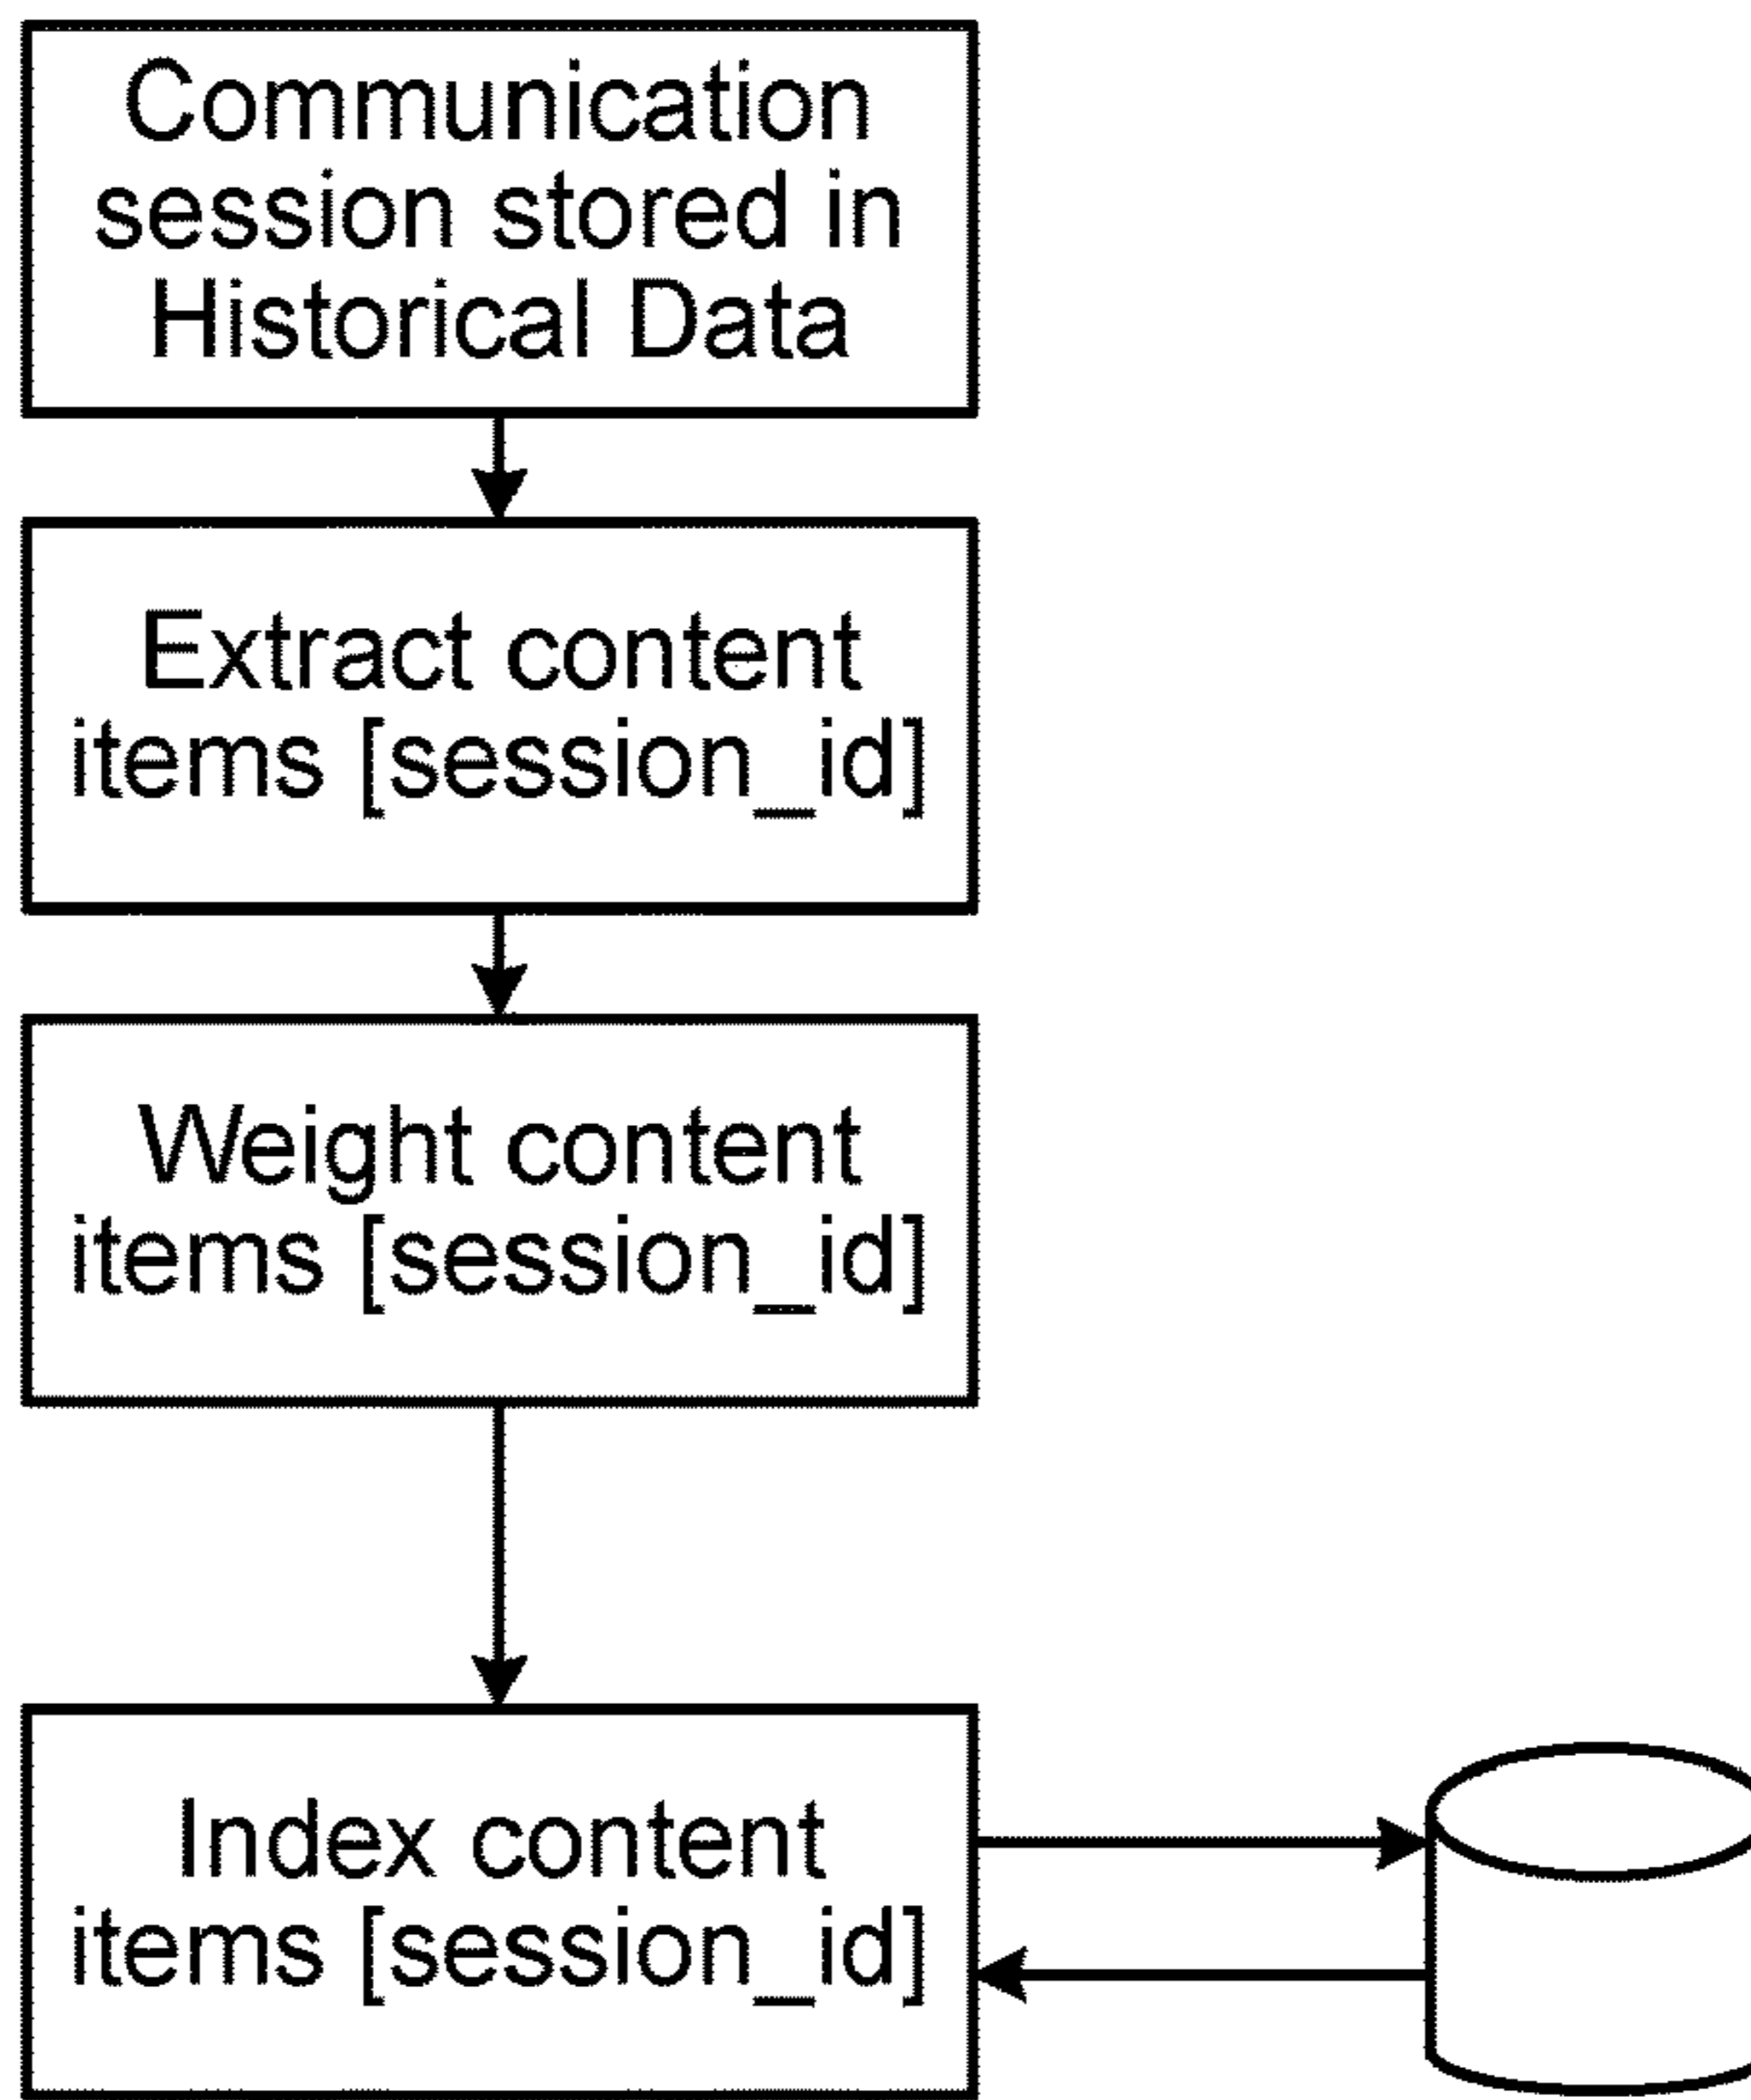 Communication
session stored in
Historical Data
Extract content
items [session_id]
Weight content
items [session_id]
Index content
items [session_id]